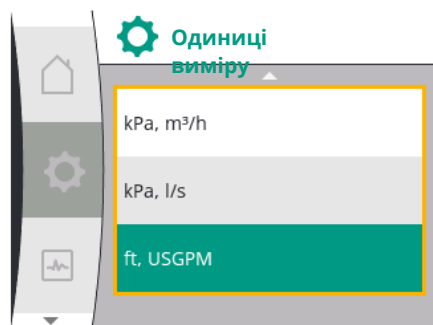 Одиниці
виміру
kPa, m³/h
kPa, l/s
ft, USGPM